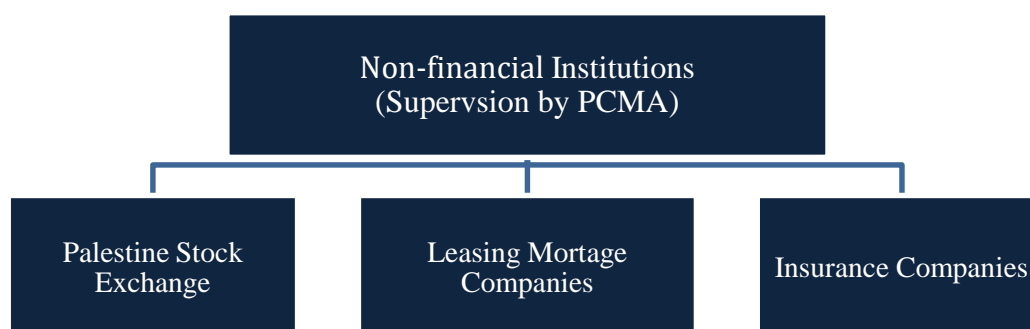 Non-financial Institutions
(Supervsion by PCMA)
Palestine Stock
Exchange
Leasing Mortage
Companies
Insurance Companies